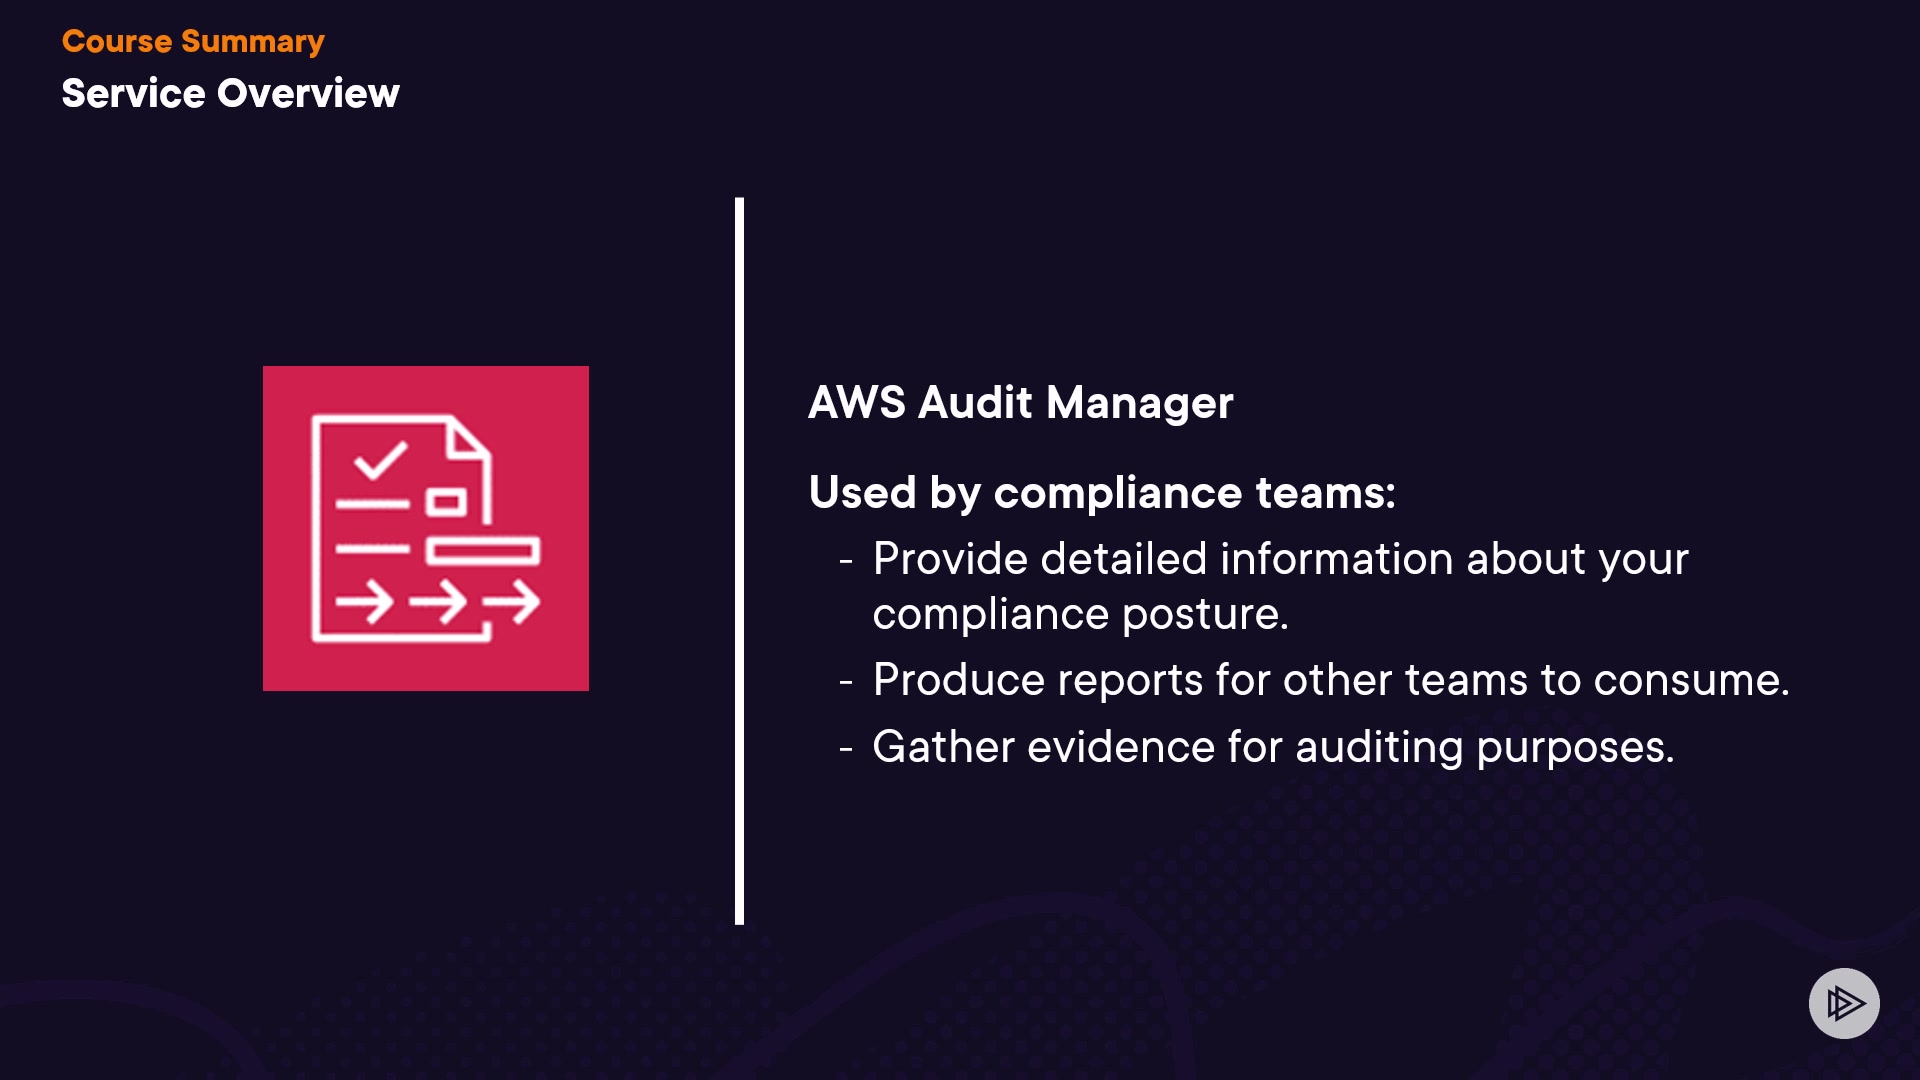 Course Summary
Service Overview
AWS Audit Manager
Used by compliance teams:
- Provide detailed information about your
compliance posture.
- Produce reports for other teams to consume.
- Gather evidence for auditing purposes.